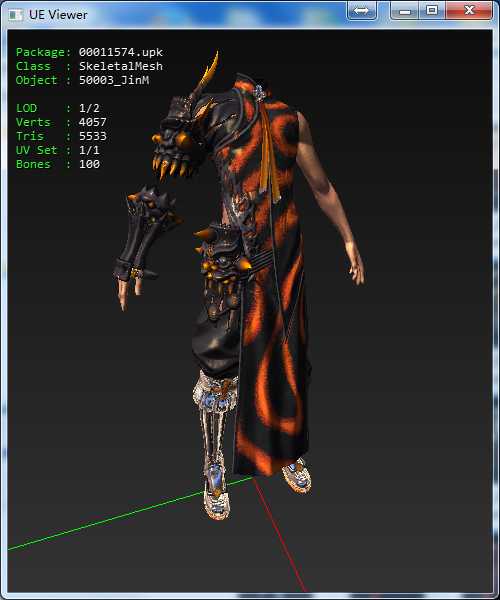 UE Viewer
Package: 00011574.upk
Class : SkeletalMesh
Object : 50003_JinM
LOD : 1/2
Verts : 4057
Tris : 5533
UV Set : 1/1
Bones : 100